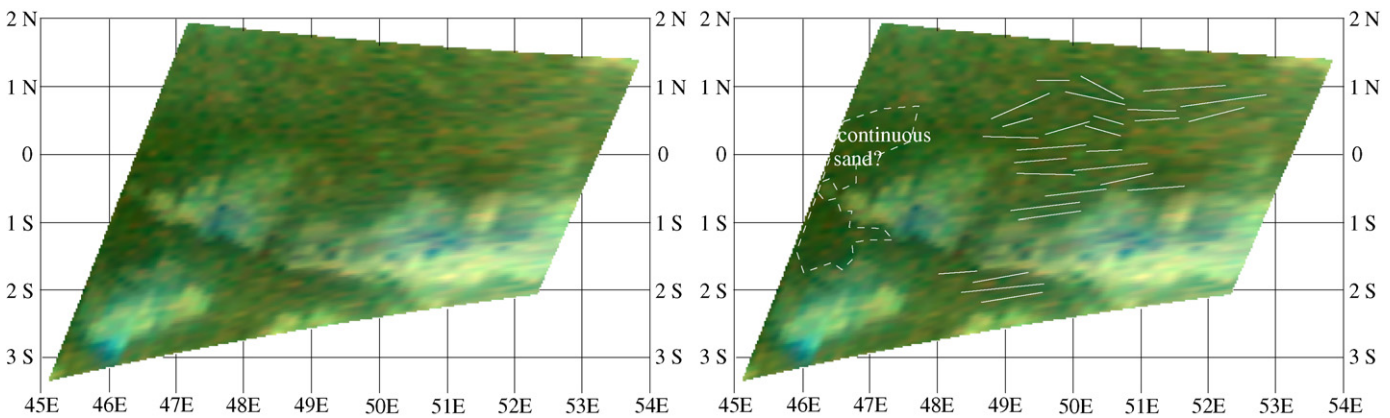 2 N 2 N 2 N 2 N
1 N 1 N 1 N 1 N
continuous
0 0 0 0
sand?
1 S 1 S 1 S 1 S
2 S 2 S 2 S 2 S
3 S 3 S 3 S 3 S
45E 46E 47E 48E 49E 50E 51E 52E 53E 54E 45E 46E 47E 48E 49E 50E 51E 52E 53E 54E